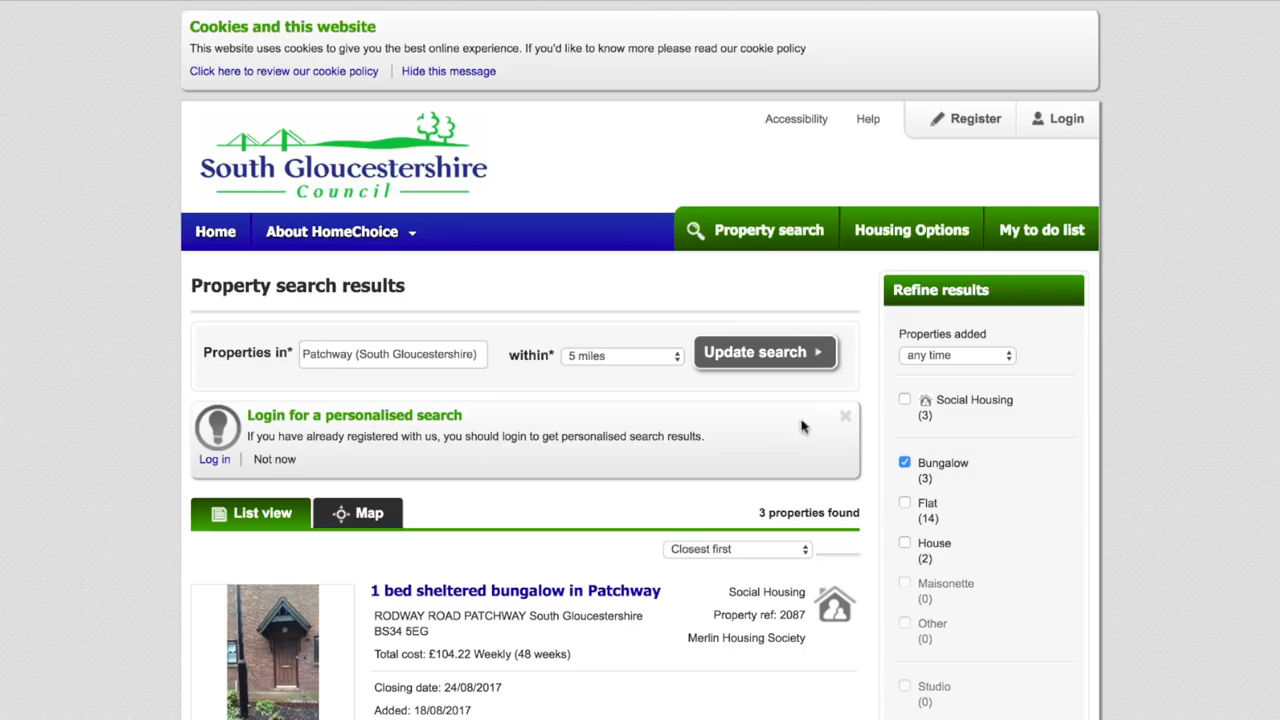 Cookies and this website
This website uses cookies to give you the best online experience. If you'd like to know more please read our cookie policy
Click here to review our cookie policy | Hide this message
Accessibility Help Register Login
South Gloucestershire
Council
Home About HomeChoice Property search Housing Options My to do list
Property search results
Properties in* Patchway (South Gloucestershire) within* 5 miles Update search
Login for a personalised search
If you have already registered with us, you should login to get personalised search results.
Log in | Not now
List view Map 3 properties found
Closest first
1 bed sheltered bungalow in Patchway
RODWAY ROAD PATCHWAY South Gloucestershire
BS34 5EG
Total cost: £104.22 Weekly (48 weeks)
Closing date: 24/08/2017
Added: 18/08/2017
Social Housing
Property ref: 2087
Merlin Housing Society
Refine results
Properties added
any time
Social Housing
(3)
Bungalow
(3)
Flat
(14)
House
(2)
Maisonette
(0)
Other
(0)
Studio
(0)